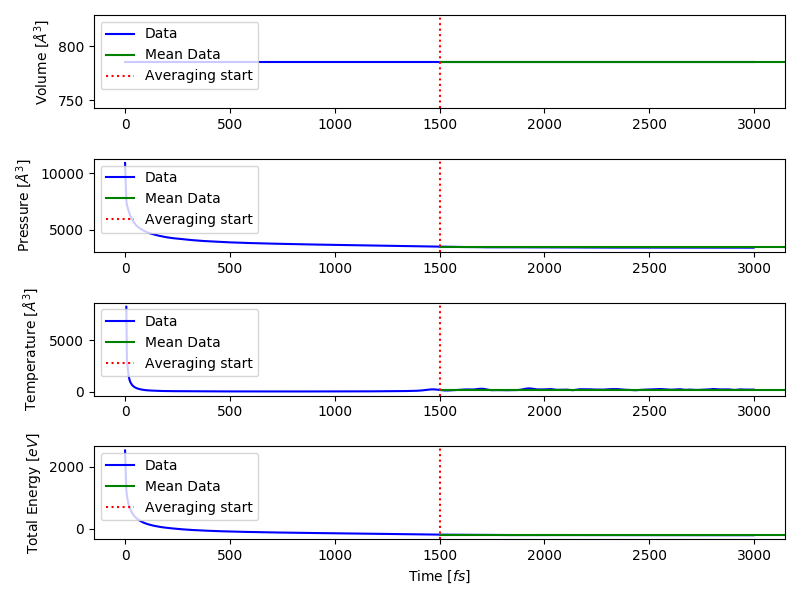 Volume [Å³]
800
750
Data
Mean Data
Averaging start
0 500 1000 1500 2000 2500 3000
Pressure [Å³]
10000
5000
Data
Mean Data
Averaging start
0 500 1000 1500 2000 2500 3000
Temperature [Å³]
5000
0
Data
Mean Data
Averaging start
0 500 1000 1500 2000 2500 3000
Total Energy [eV]
2000
0
Data
Mean Data
Averaging start
0 500 1000 1500 2000 2500 3000
Time [fs]